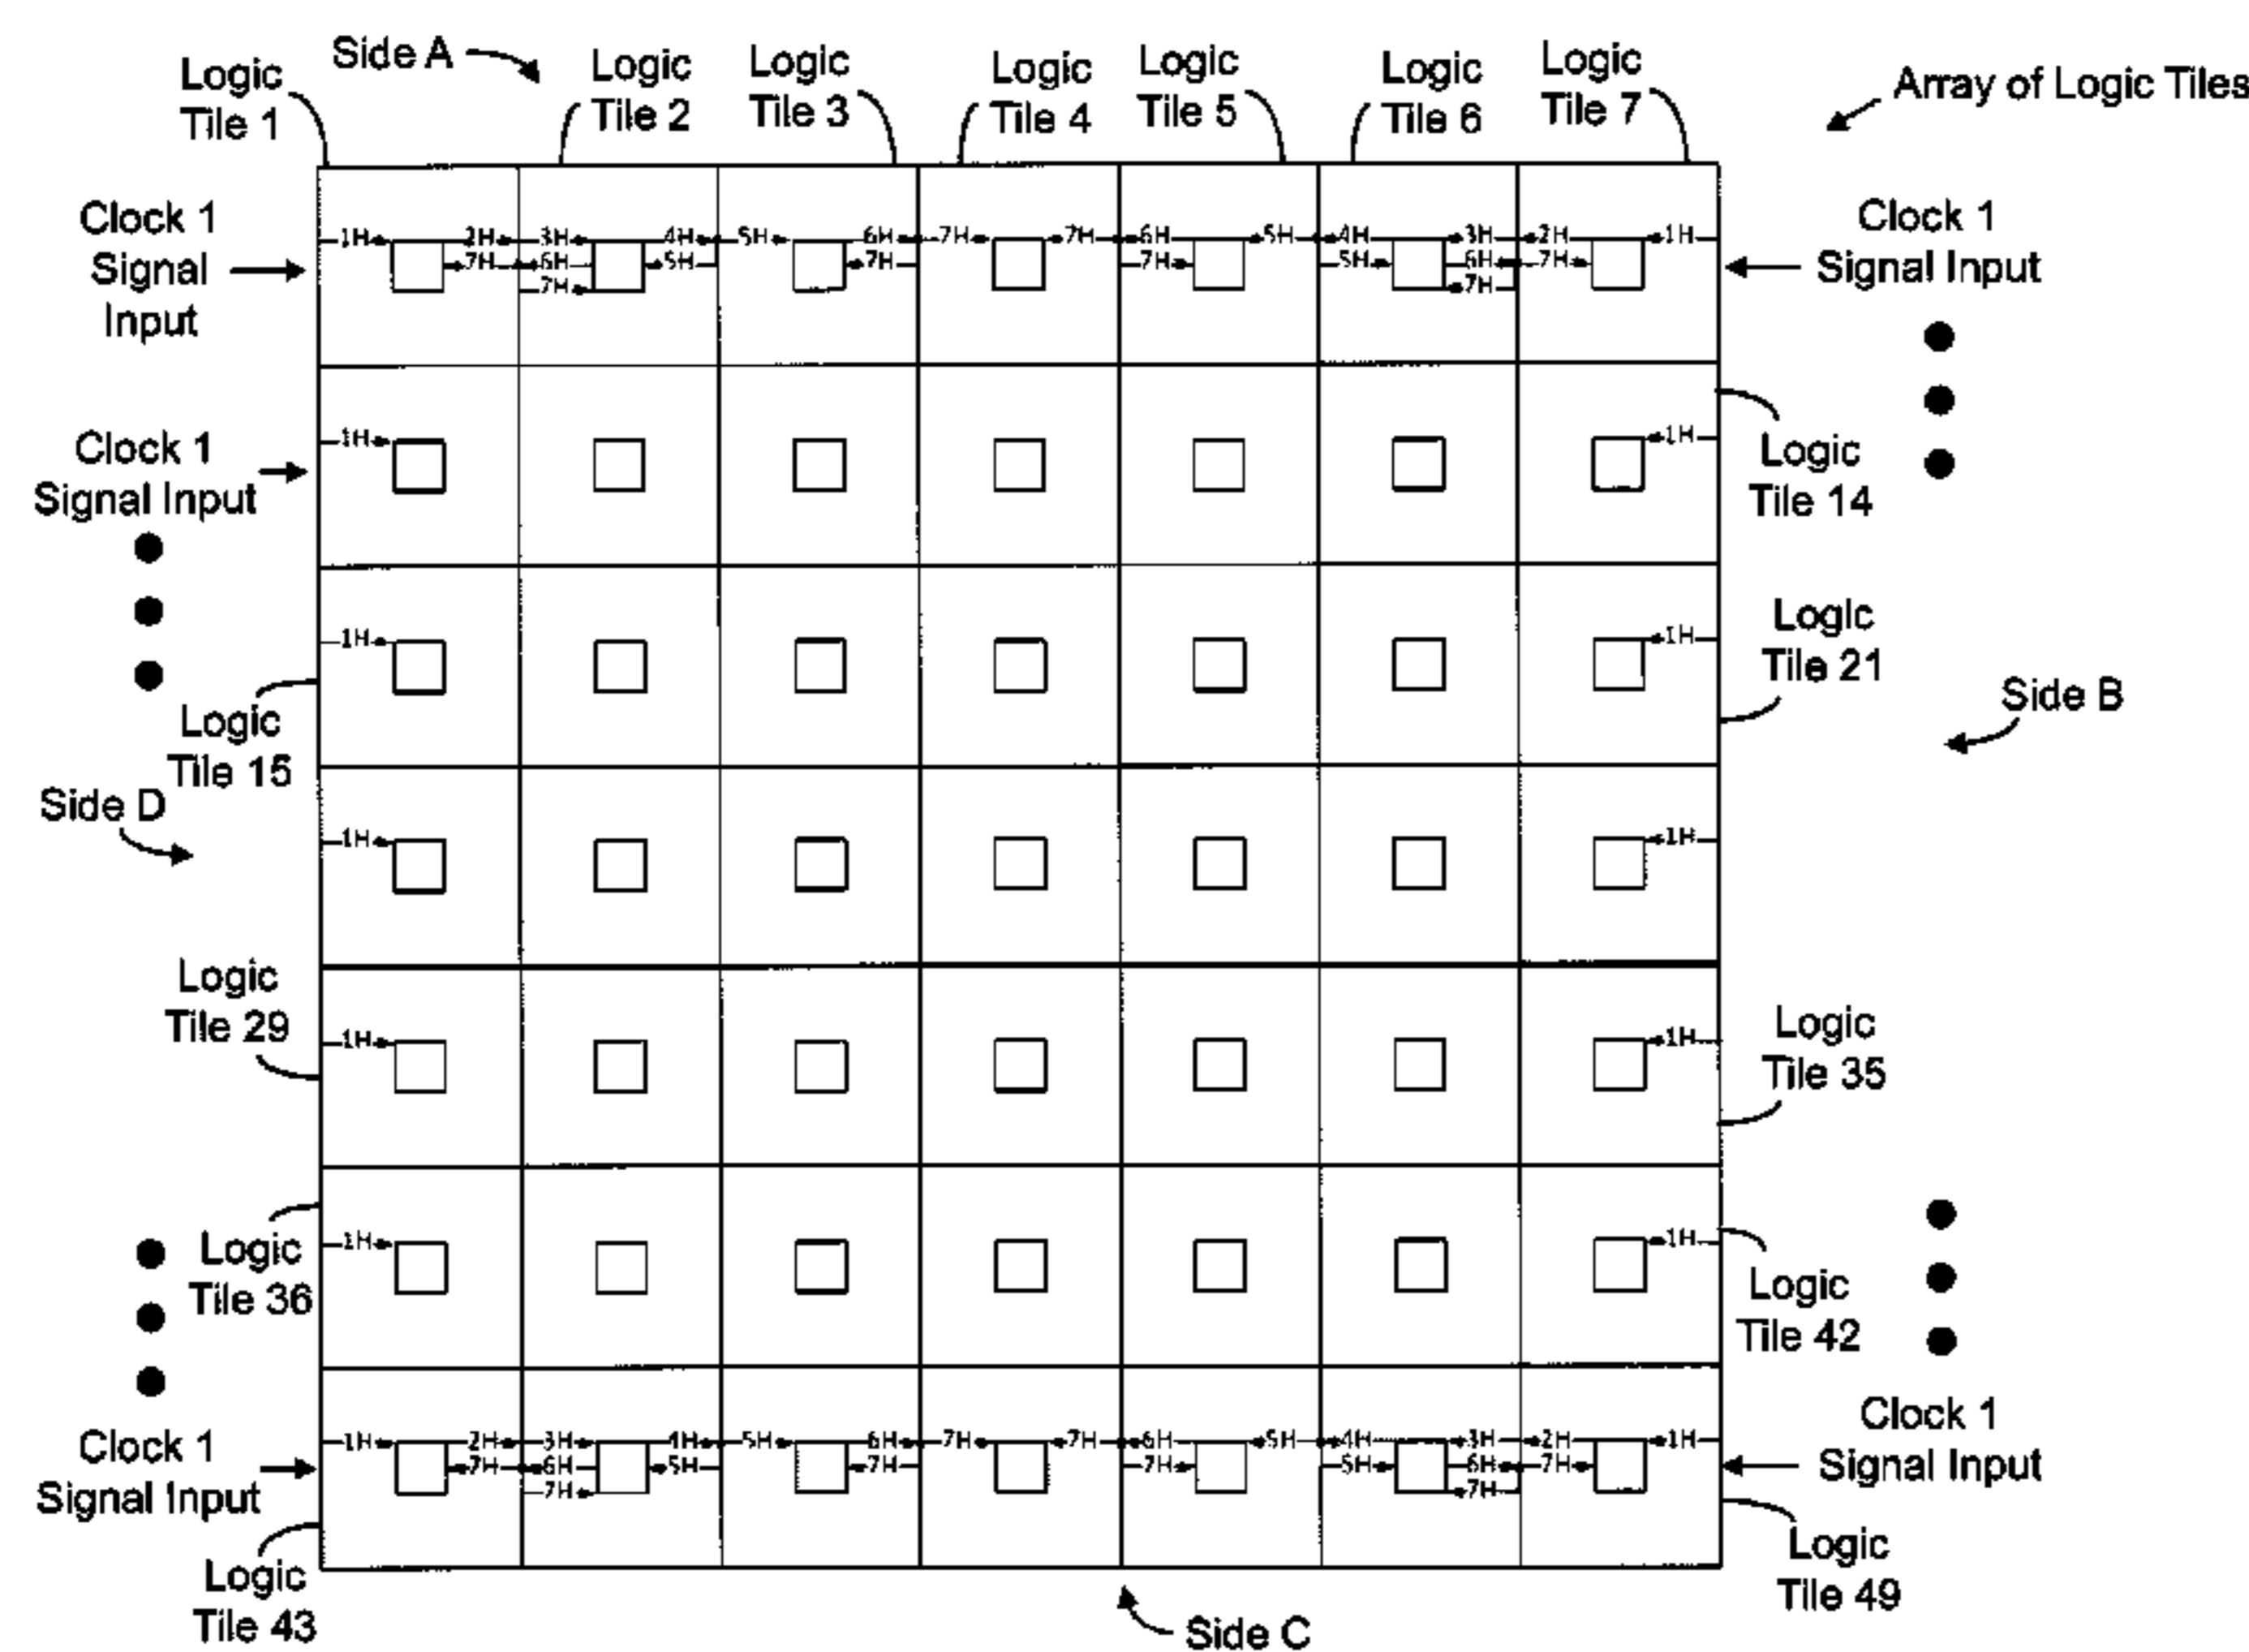 Side A
Logic
Tile 1
Logic
Tile 2
Logic
Tile 3
Logic
Tile 4
Logic
Tile 5
Logic
Tile 6
Logic
Tile 7
Array of Logic Tiles
Clock 1
Signal
Input
1H 2H 3H 4H 5H 6H 7H 7H 6H 5H 4H 3H 2H 1H
7H 6H 5H 7H 7H 5H 6H 7H
7H 7H
Clock 1
Signal Input
Clock 1
Signal Input
1H 1H
Logic
Tile 14
1H 1H
Logic
Tile 15
Logic
Tile 21
Side B
Side D
1H 1H
Logic
Tile 29
1H 1H
Logic
Tile 35
Logic
Tile 36
1H 1H
Logic
Tile 42
Clock 1
Signal Input
1H 2H 3H 4H 5H 6H 7H 7H 6H 5H 4H 3H 2H 1H
7H 6H 5H 7H 7H 5H 6H 7H
7H 7H
Clock 1
Signal Input
Logic
Tile 43
Side C
Logic
Tile 49